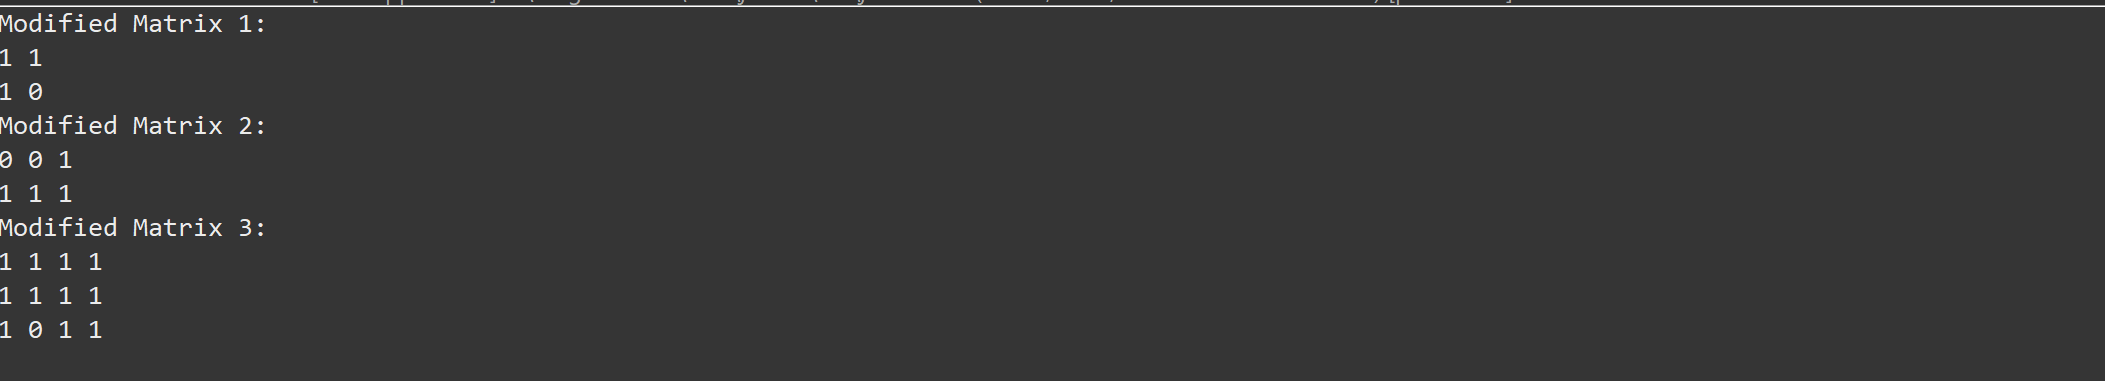 Modified Matrix 1:
1 1
1 0
Modified Matrix 2:
0 0 1
1 1 1
Modified Matrix 3:
1 1 1 1
1 1 1 1
1 0 1 1